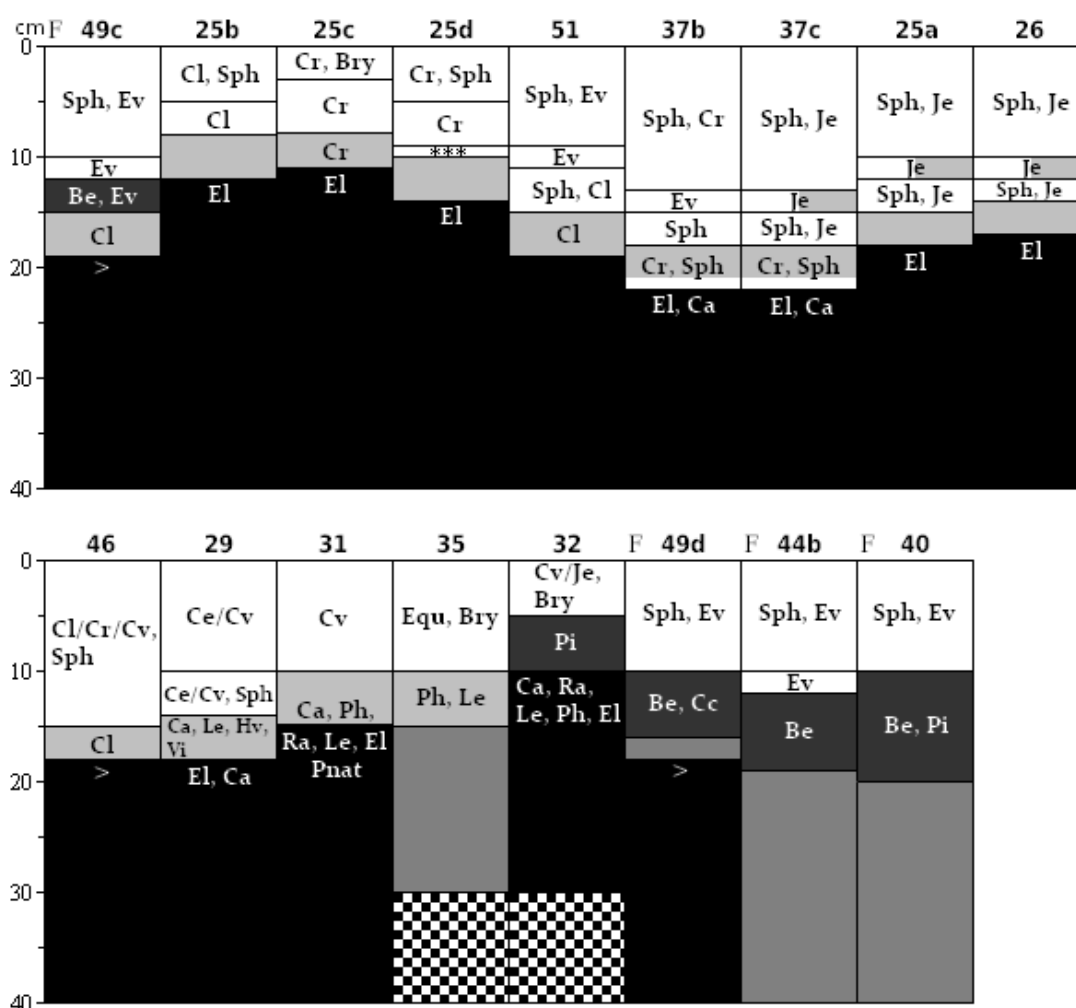 cm F 49c 25b 25c 25d 51 37b 37c 25a 26
0
Sph, Ev
Ev
Be, Ev
Cl
>
Cl, Sph
Cl
El
Cr, Bry
Cr
Cr
El
Cr, Sph
Cr
***
El
Sph, Ev
Ev
Sph, Cl
Cl
Sph, Cr
Ev
Sph
Cr, Sph
El, Ca
Sph, Je
Je
Sph, Je
Cr, Sph
El, Ca
Sph, Je
Je
Sph, Je
El
Sph, Je
Je
Sph, Je
El
10
20
30
40
46 29 31 35 32 F 49d F 44b F 40
0
Cl/Cr/Cv,
Sph
Cl
>
Ce/Cv
Ce/Cv, Sph
Ca, Le, Hv,
Vi
El, Ca
Cv
Ca, Ph,
Ra, Le, El
Pnat
Equ, Bry
Ph, Le
Cv/Je,
Bry
Pi
Ca, Ra,
Le, Ph, El
Sph, Ev
Be, Cc
>
Sph, Ev
Ev
Be
Sph, Ev
Be, Pi
10
20
30
40